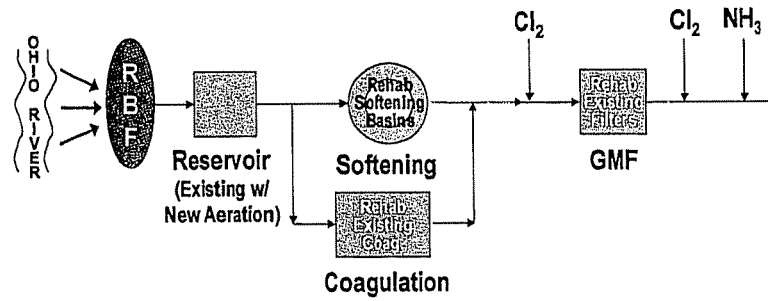 OHIO RIVER
RBF
Reservoir
(Existing w/
New Aeration)
Rehab
Softening
Basins
Softening
Rehab
Existing
Coag.
Coagulation
Cl₂
Rehab
Existing
Filters
GMF
Cl₂
NH₃